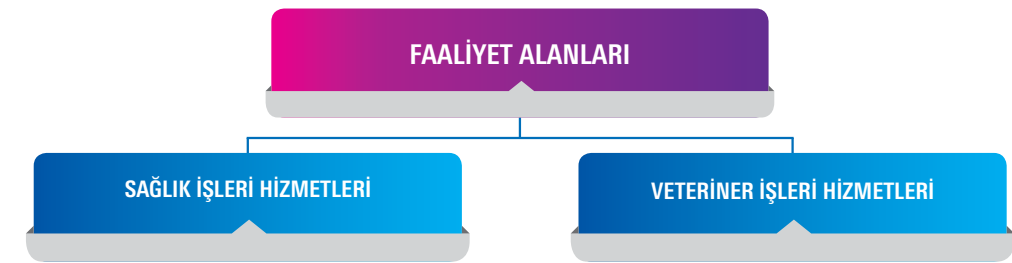 FAALİYET ALANLARI
SAĞLIK İŞLERİ HİZMETLERİ
VETERİNER İŞLERİ HİZMETLERİ